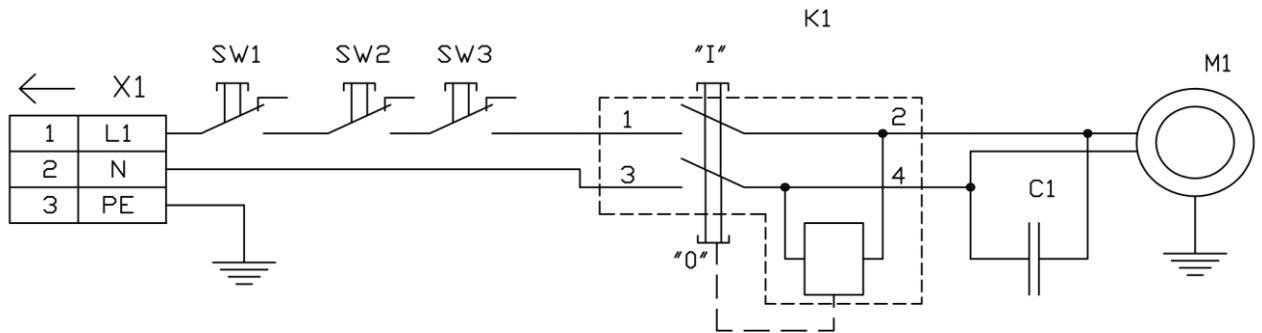 K1
SW1 SW2 SW3 "I" M1
X1
1 L1 1 2
2 N
3 PE 3 4 C1
"0"